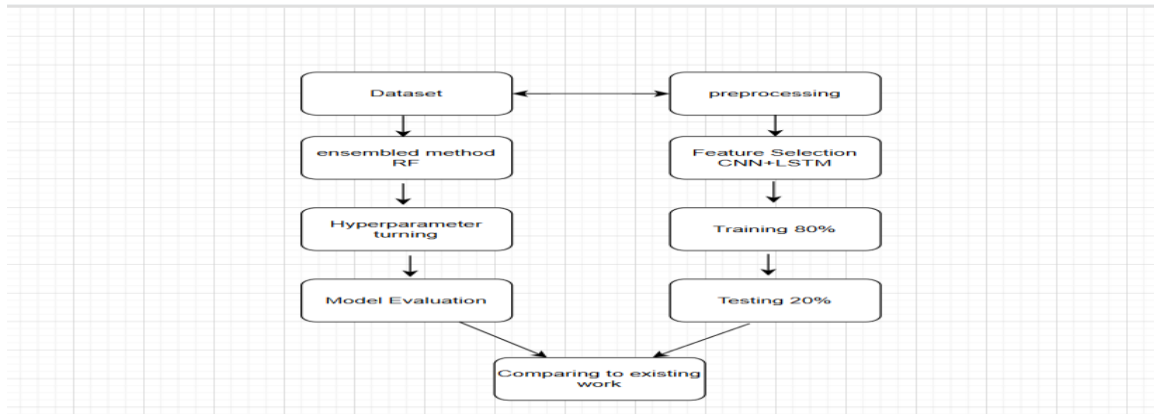 Dataset
preprocessing
ensembled method
RF
Feature Selection
CNN+LSTM
Hyperparameter
turning
Training 80%
Model Evaluation
Testing 20%
Comparing to existing
work